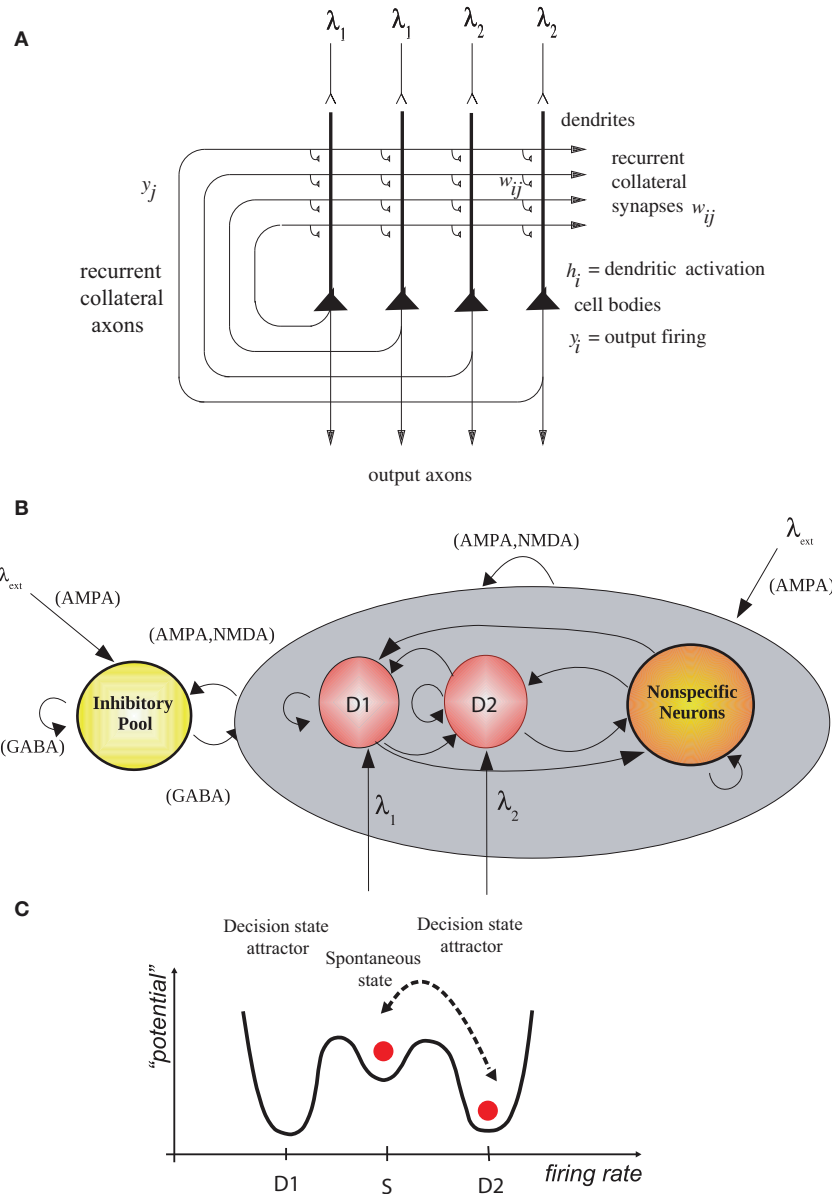 A
λ1 λ1 λ2 λ2
dendrites
yj
wij
recurrent
collateral
synapses wij
recurrent
collateral
axons
hi = dendritic activation
cell bodies
yi = output firing
output axons
B
λext
(AMPA)
(AMPA,NMDA)
(AMPA,NMDA)
λext
(AMPA)
Inhibitory
Pool
(GABA)
(GABA)
D1
D2
Nonspecific
Neurons
λ1
λ2
C
Decision state
attractor
Spontaneous
state
Decision state
attractor
“potential”
D1 S D2
firing rate